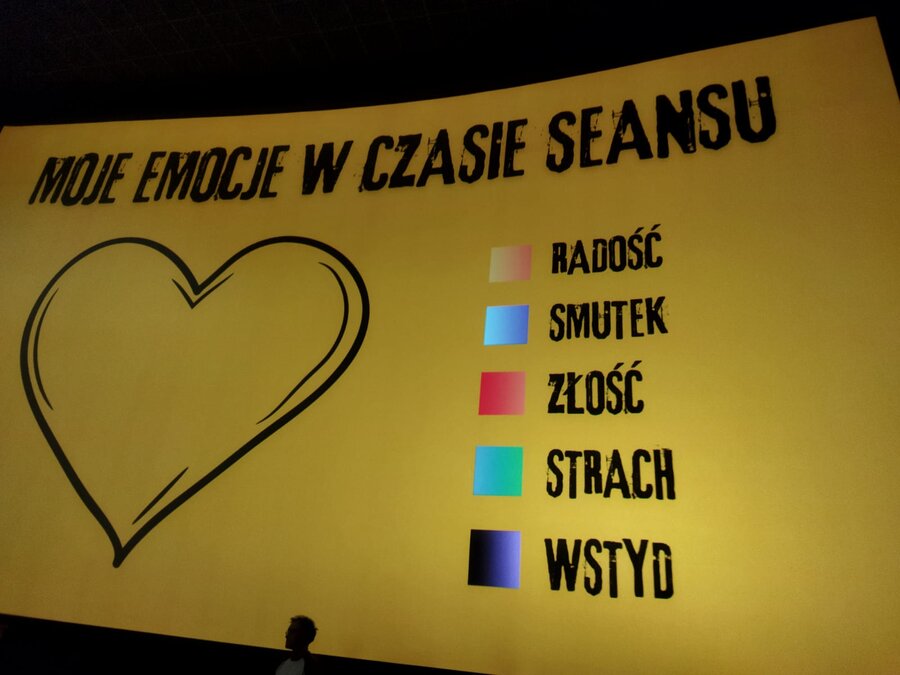 MOJE EMOCJE W CZASIE SEANSU
RADOŚĆ
SMUTEK
ZŁOŚĆ
STRACH
WSTYD